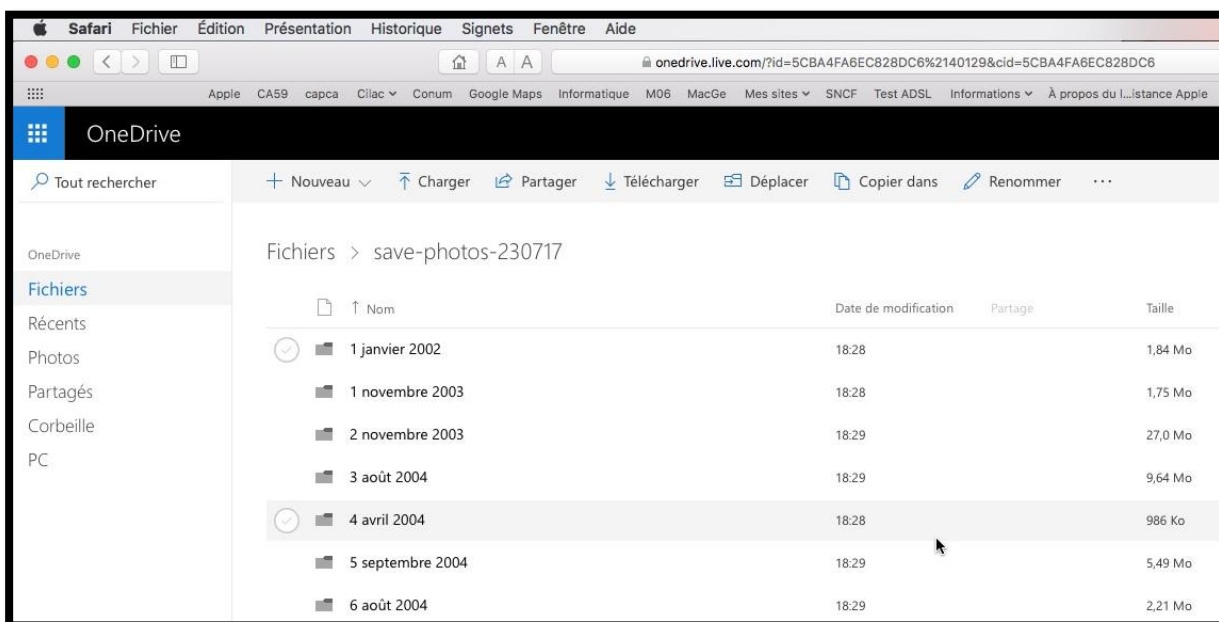 Safari Fichier Édition Présentation Historique Signets Fenêtre Aide
A A onedrive.live.com/?id=5CBA4FA6EC828DC6%2140129&cid=5CBA4FA6EC828DC6
Apple CA59 capca Cilac Conum Google Maps Informatique M06 MacGe Mes sites SNCF Test ADSL Informations À propos du l...istance Apple
OneDrive
Tout rechercher + Nouveau Charger Partager Télécharger Déplacer Copier dans Renommer ...
Fichiers > save-photos-230717
OneDrive
Fichiers
Récents
Photos
Partagés
Corbeille
PC
↑ Nom Date de modification Partage Taille
1 janvier 2002 18:28 1,84 Mo
1 novembre 2003 18:28 1,75 Mo
2 novembre 2003 18:29 27,0 Mo
3 août 2004 18:29 9,64 Mo
4 avril 2004 18:28 986 Ko
5 septembre 2004 18:29 5,49 Mo
6 août 2004 18:29 2,21 Mo